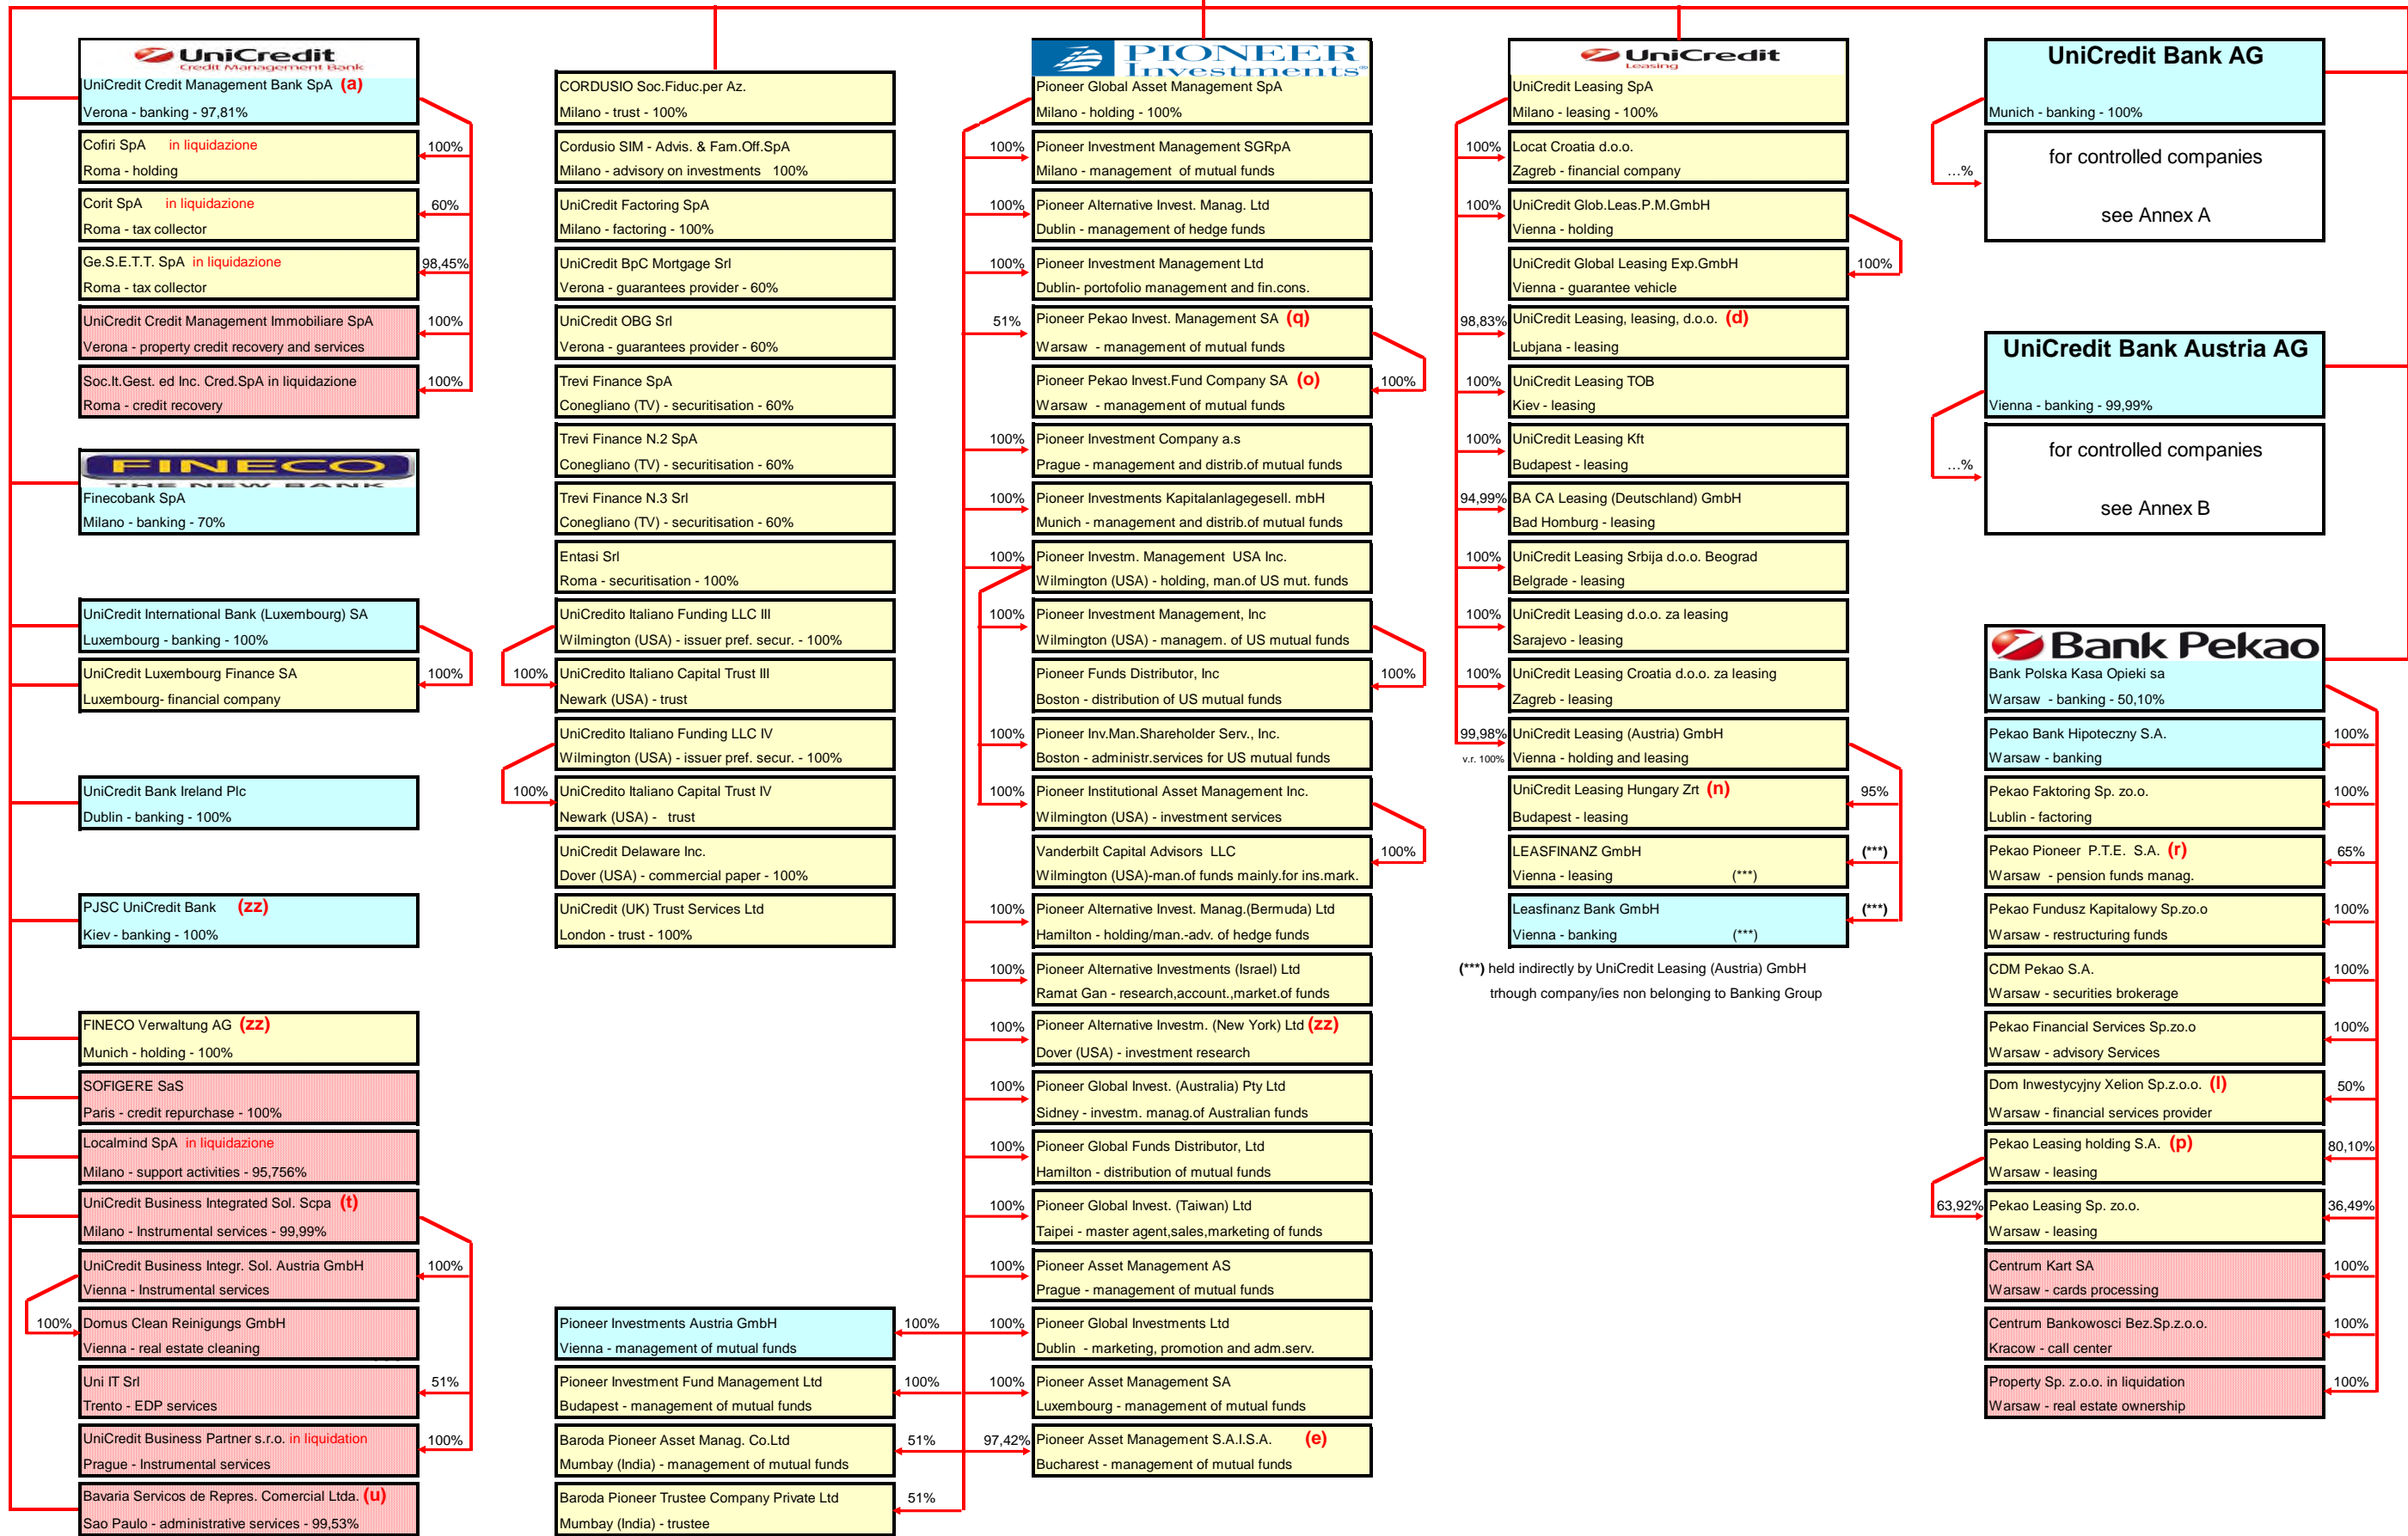 UniCredit
Credit Management Bank
UniCredit Credit Management Bank SpA (a)
Verona - banking - 97,81%
Cofiri SpA in liquidazione
100%
Roma - holding
Corit SpA in liquidazione
60%
Roma - tax collector
Ge.S.E.T.T. SpA in liquidazione
98,45%
Roma - tax collector
UniCredit Credit Management Immobiliare SpA
100%
Verona - property credit recovery and services
Soc.It.Gest. ed Inc. Cred.SpA in liquidazione
100%
Roma - credit recovery
FINECO
THE NEW BANK
Finecobank SpA
Milano - banking - 70%
UniCredit International Bank (Luxembourg) SA
Luxembourg - banking - 100%
UniCredit Luxembourg Finance SA
100%
Luxembourg- financial company
UniCredit Bank Ireland Plc
Dublin - banking - 100%
PJSC UniCredit Bank (zz)
Kiev - banking - 100%
FINECO Verwaltung AG (zz)
Munich - holding - 100%
SOFIGERE SaS
Paris - credit repurchase - 100%
Localmind SpA in liquidazione
Milano - support activities - 95,756%
UniCredit Business Integrated Sol. Scpa (t)
Milano - Instrumental services - 99,99%
UniCredit Business Integr. Sol. Austria GmbH
100%
Vienna - Instrumental services
100%
Domus Clean Reinigungs GmbH
Vienna - real estate cleaning
Uni IT Srl
51%
Trento - EDP services
UniCredit Business Partner s.r.o. in liquidation
100%
Prague - Instrumental services
Bavaria Servicos de Repres. Comercial Ltda. (u)
Sao Paulo - administrative services - 99,53%
CORDUSIO Soc.Fiduc.per Az.
Milano - trust - 100%
Cordusio SIM - Advis. & Fam.Off.SpA
Milano - advisory on investments 100%
UniCredit Factoring SpA
Milano - factoring - 100%
UniCredit BpC Mortgage Srl
Verona - guarantees provider - 60%
UniCredit OBG Srl
Verona - guarantees provider - 60%
Trevi Finance SpA
Conegliano (TV) - securitisation - 60%
Trevi Finance N.2 SpA
Conegliano (TV) - securitisation - 60%
Trevi Finance N.3 Srl
Conegliano (TV) - securitisation - 60%
Entasi Srl
Roma - securitisation - 100%
UniCredito Italiano Funding LLC III
Wilmington (USA) - issuer pref. secur. - 100%
100%
UniCredito Italiano Capital Trust III
Newark (USA) - trust
UniCredito Italiano Funding LLC IV
Wilmington (USA) - issuer pref. secur. - 100%
100%
UniCredito Italiano Capital Trust IV
Newark (USA) - trust
UniCredit Delaware Inc.
Dover (USA) - commercial paper - 100%
UniCredit (UK) Trust Services Ltd
London - trust - 100%
Pioneer Investments Austria GmbH
100%
Vienna - management of mutual funds
Pioneer Investment Fund Management Ltd
100%
Budapest - management of mutual funds
Baroda Pioneer Asset Manag. Co.Ltd
51%
Mumbay (India) - management of mutual funds
Baroda Pioneer Trustee Company Private Ltd
51%
Mumbay (India) - trustee
PIONEER
Investments®
Pioneer Global Asset Management SpA
Milano - holding - 100%
100%
Pioneer Investment Management SGRpA
Milano - management of mutual funds
100%
Pioneer Alternative Invest. Manag. Ltd
Dublin - management of hedge funds
100%
Pioneer Investment Management Ltd
Dublin- portofolio management and fin.cons.
51%
Pioneer Pekao Invest. Management SA (q)
Warsaw - management of mutual funds
Pioneer Pekao Invest.Fund Company SA (o)
100%
Warsaw - management of mutual funds
100%
Pioneer Investment Company a.s
Prague - management and distrib.of mutual funds
100%
Pioneer Investments Kapitalanlagegesell. mbH
Munich - management and distrib.of mutual funds
100%
Pioneer Investm. Management USA Inc.
Wilmington (USA) - holding, man.of US mut. funds
100%
Pioneer Investment Management, Inc
Wilmington (USA) - managem. of US mutual funds
Pioneer Funds Distributor, Inc
100%
Boston - distribution of US mutual funds
100%
Pioneer Inv.Man.Shareholder Serv., Inc.
Boston - administr.services for US mutual funds
100%
Pioneer Institutional Asset Management Inc.
Wilmington (USA) - investment services
Vanderbilt Capital Advisors LLC
100%
Wilmington (USA)-man.of funds mainly.for ins.mark.
100%
Pioneer Alternative Invest. Manag.(Bermuda) Ltd
Hamilton - holding/man.-adv. of hedge funds
100%
Pioneer Alternative Investments (Israel) Ltd
Ramat Gan - research,account.,market.of funds
100%
Pioneer Alternative Investm. (New York) Ltd (zz)
Dover (USA) - investment research
100%
Pioneer Global Invest. (Australia) Pty Ltd
Sidney - investm. manag.of Australian funds
100%
Pioneer Global Funds Distributor, Ltd
Hamilton - distribution of mutual funds
100%
Pioneer Global Invest. (Taiwan) Ltd
Taipei - master agent,sales,marketing of funds
100%
Pioneer Asset Management AS
Prague - management of mutual funds
100%
Pioneer Global Investments Ltd
Dublin - marketing, promotion and adm.serv.
100%
Pioneer Asset Management SA
Luxembourg - management of mutual funds
97,42%
Pioneer Asset Management S.A.I.S.A. (e)
Bucharest - management of mutual funds
UniCredit
Leasing
UniCredit Leasing SpA
Milano - leasing - 100%
100%
Locat Croatia d.o.o.
Zagreb - financial company
100%
UniCredit Glob.Leas.P.M.GmbH
Vienna - holding
UniCredit Global Leasing Exp.GmbH
100%
Vienna - guarantee vehicle
98,83%
UniCredit Leasing, leasing, d.o.o. (d)
Lubjana - leasing
100%
UniCredit Leasing TOB
Kiev - leasing
100%
UniCredit Leasing Kft
Budapest - leasing
94,99%
BA CA Leasing (Deutschland) GmbH
Bad Homburg - leasing
100%
UniCredit Leasing Srbija d.o.o. Beograd
Belgrade - leasing
100%
UniCredit Leasing d.o.o. za leasing
Sarajevo - leasing
100%
UniCredit Leasing Croatia d.o.o. za leasing
Zagreb - leasing
99,98%
UniCredit Leasing (Austria) GmbH
v.r. 100%
Vienna - holding and leasing
UniCredit Leasing Hungary Zrt (n)
95%
Budapest - leasing
LEASFINANZ GmbH
(***)
Vienna - leasing (***)
Leasfinanz Bank GmbH
(***)
Vienna - banking (***)
(***) held indirectly by UniCredit Leasing (Austria) GmbH
trhough company/ies non belonging to Banking Group
UniCredit Bank AG
Munich - banking - 100%
...%
for controlled companies
see Annex A
UniCredit Bank Austria AG
Vienna - banking - 99,99%
...%
for controlled companies
see Annex B
Bank Pekao
Bank Polska Kasa Opieki sa
Warsaw - banking - 50,10%
Pekao Bank Hipoteczny S.A.
100%
Warsaw - banking
Pekao Faktoring Sp. zo.o.
100%
Lublin - factoring
Pekao Pioneer P.T.E. S.A. (r)
65%
Warsaw - pension funds manag.
Pekao Fundusz Kapitalowy Sp.zo.o
100%
Warsaw - restructuring funds
CDM Pekao S.A.
100%
Warsaw - securities brokerage
Pekao Financial Services Sp.zo.o
100%
Warsaw - advisory Services
Dom Inwestycyjny Xelion Sp.z.o.o. (l)
50%
Warsaw - financial services provider
Pekao Leasing holding S.A. (p)
80,10%
Warsaw - leasing
63,92%
Pekao Leasing Sp. zo.o.
36,49%
Warsaw - leasing
Centrum Kart SA
100%
Warsaw - cards processing
Centrum Bankowosci Bez.Sp.z.o.o.
100%
Kracow - call center
Property Sp. z.o.o. in liquidation
100%
Warsaw - real estate ownership